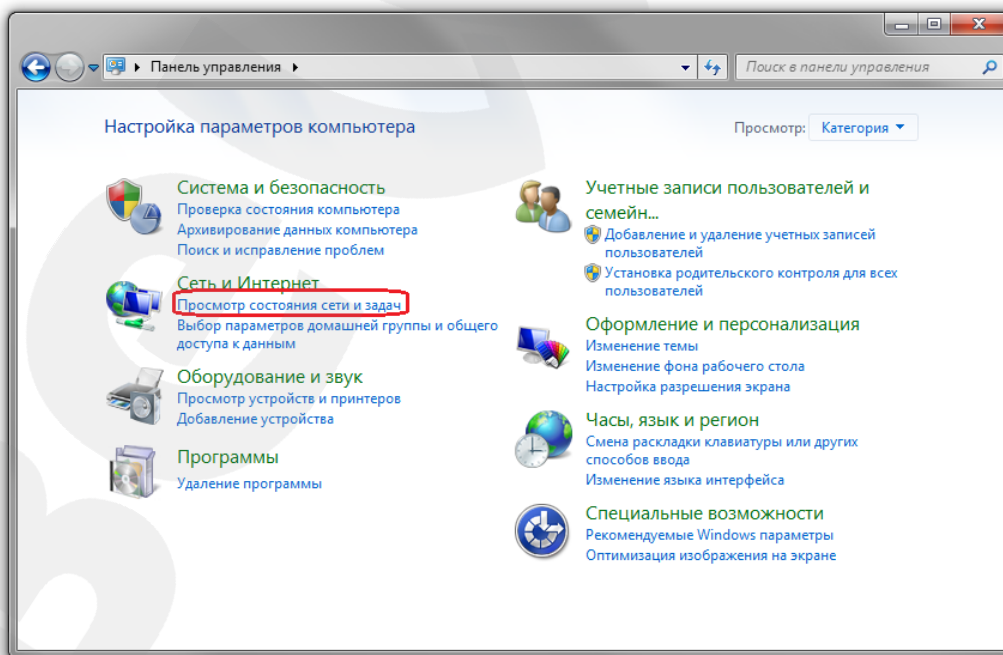 Панель управления
Поиск в панели управления
Настройка параметров компьютера
Просмотр: Категория
Система и безопасность
Проверка состояния компьютера
Архивирование данных компьютера
Поиск и исправление проблем
Сеть и Интернет
Просмотр состояния сети и задач
Выбор параметров домашней группы и общего
доступа к данным
Оборудование и звук
Просмотр устройств и принтеров
Добавление устройства
Программы
Удаление программы
Учетные записи пользователей и
семейн...
Добавление и удаление учетных записей
пользователей
Установка родительского контроля для всех
пользователей
Оформление и персонализация
Изменение темы
Изменение фона рабочего стола
Настройка разрешения экрана
Часы, язык и регион
Смена раскладки клавиатуры или других
способов ввода
Изменение языка интерфейса
Специальные возможности
Рекомендуемые Windows параметры
Оптимизация изображения на экране